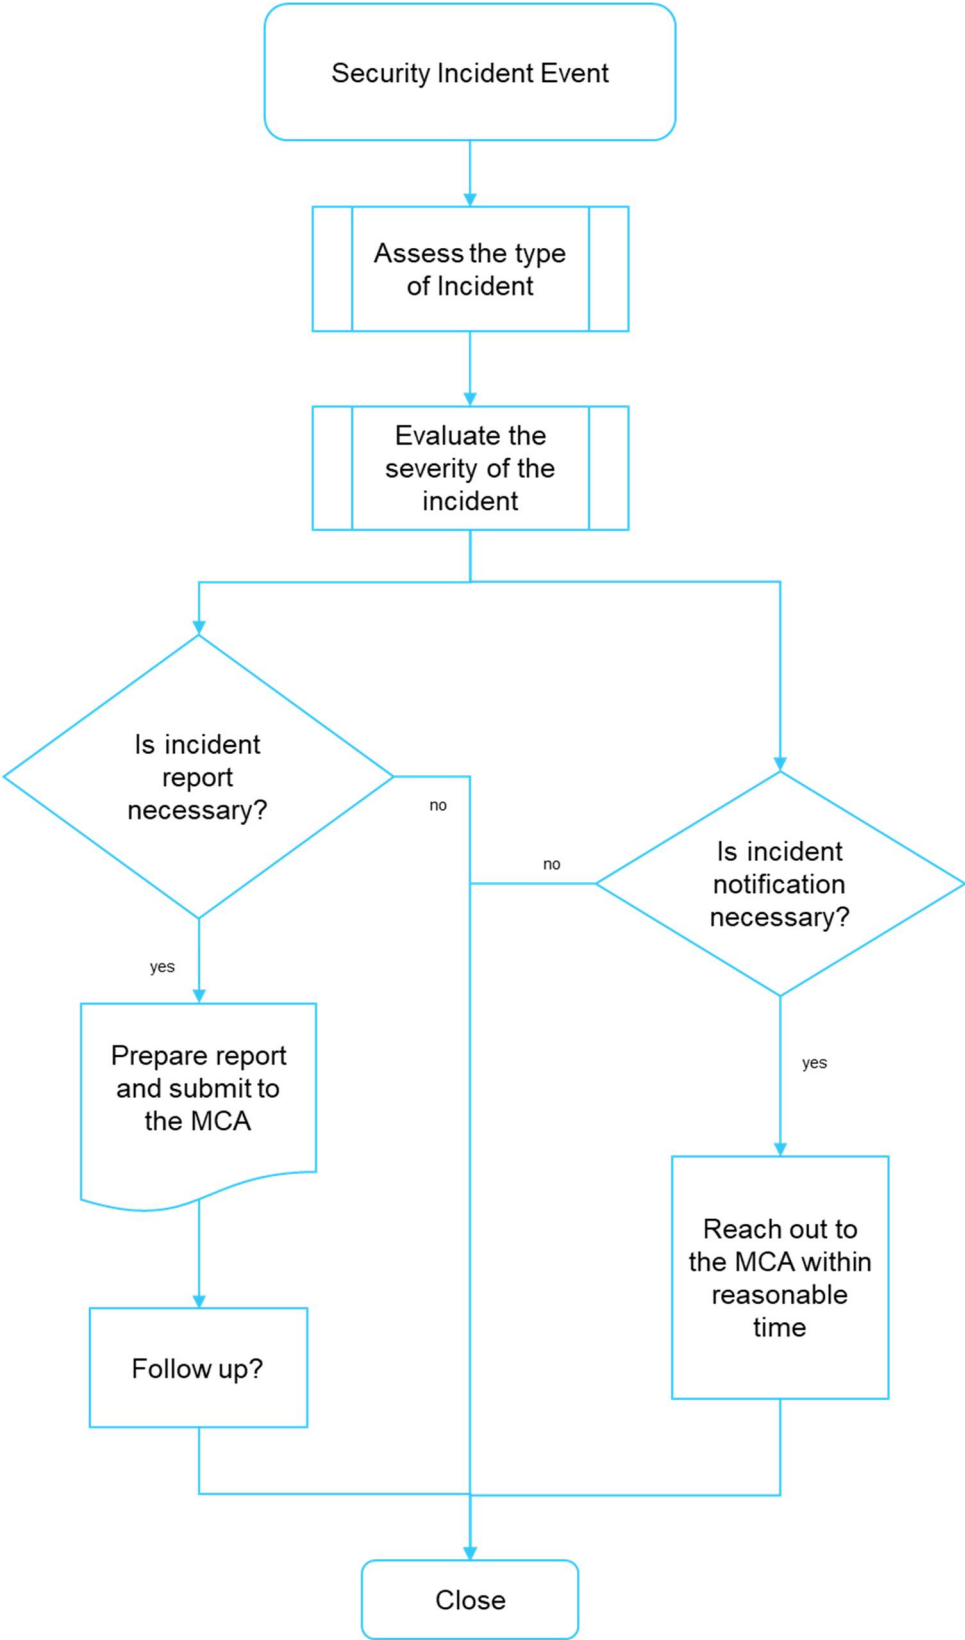 Security Incident Event
Assess the type
of Incident
Evaluate the
severity of the
incident
Is incident
report
necessary?
no
no
Is incident
notification
necessary?
yes
Prepare report
and submit to
the MCA
yes
Reach out to
the MCA within
reasonable
time
Follow up?
Close